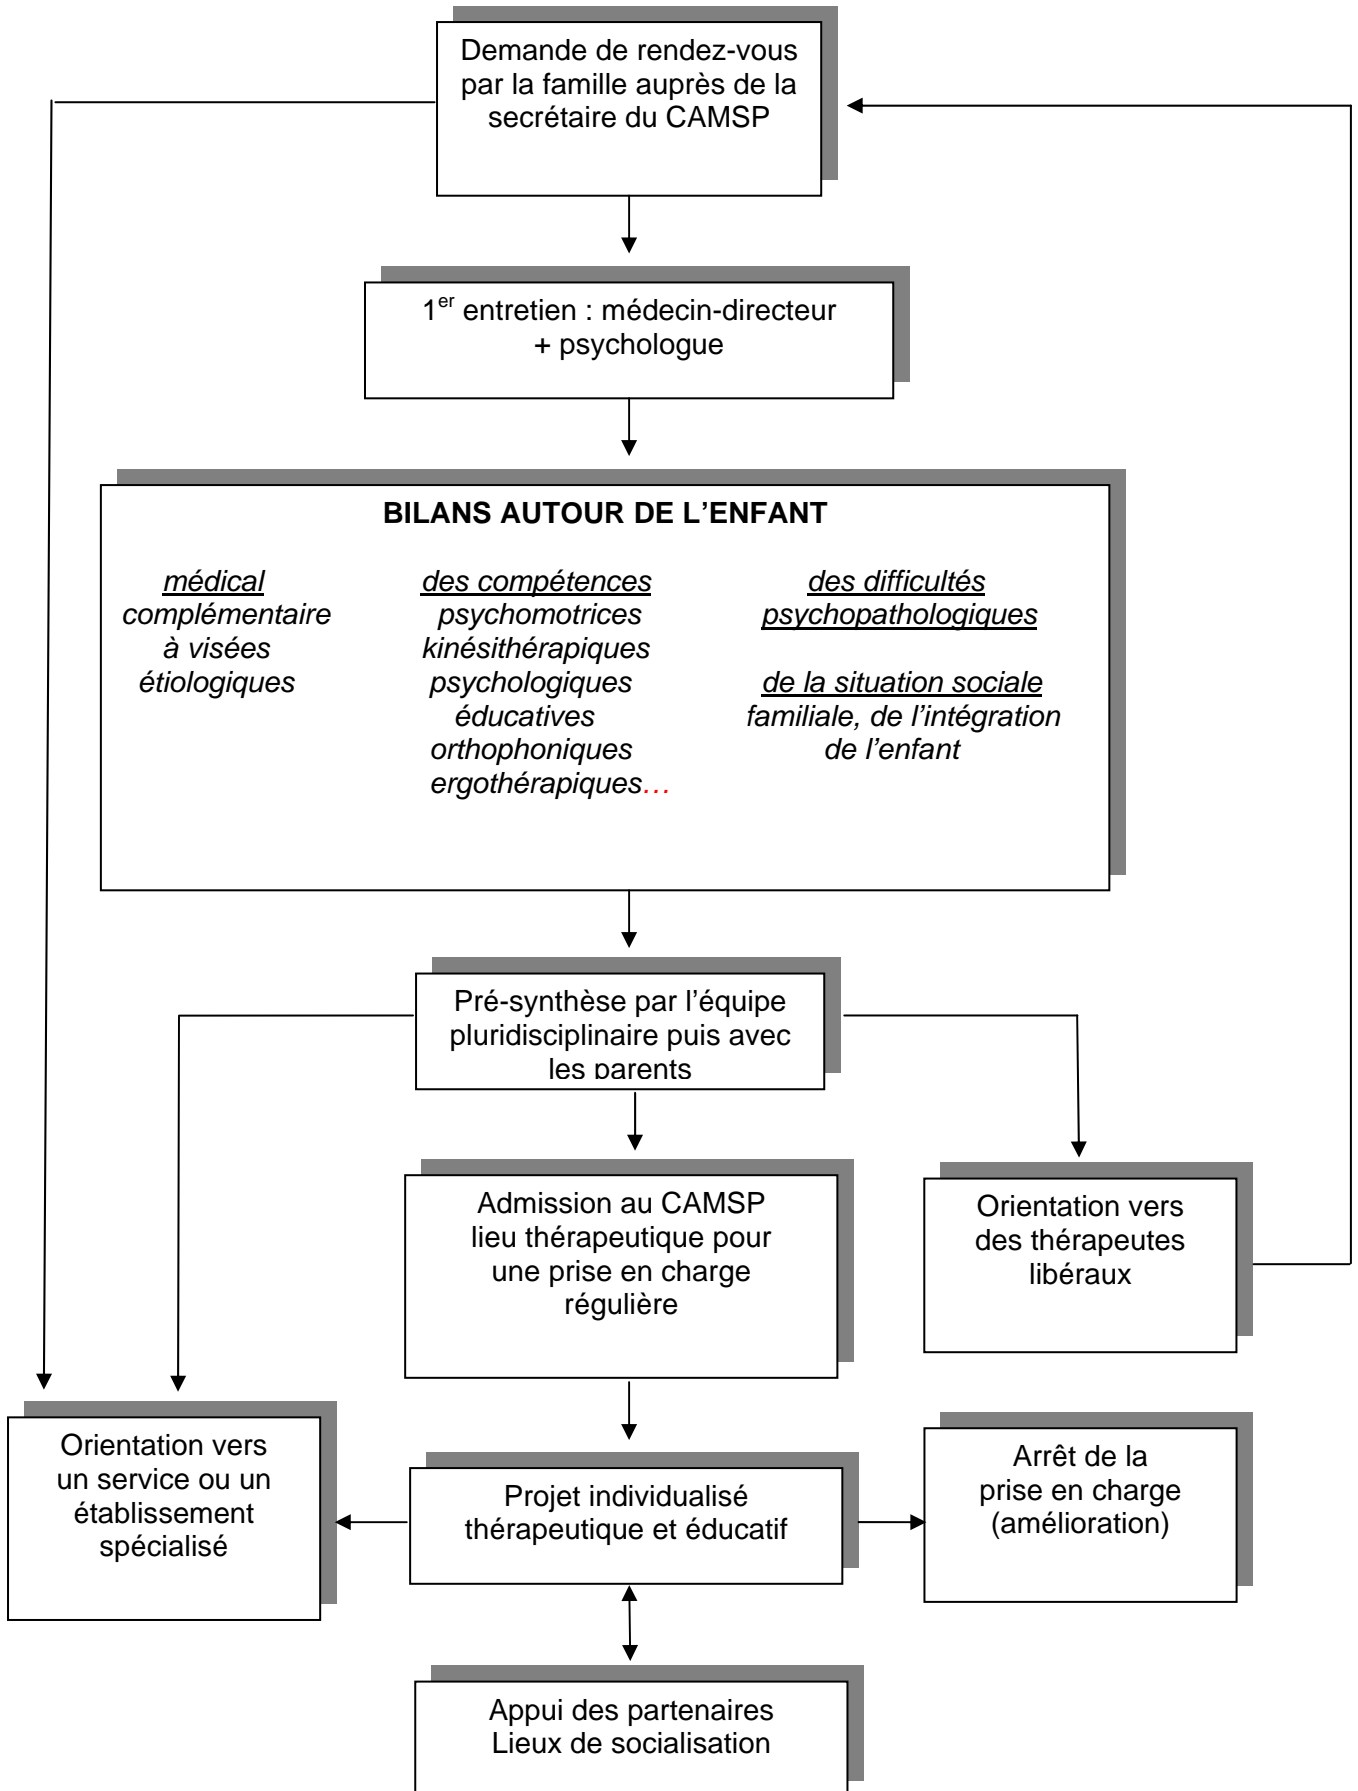 Demande de rendez-vous
par la famille auprès de la
secrétaire du CAMSP
1er entretien : médecin-directeur
+ psychologue
BILANS AUTOUR DE L’ENFANT
médical
complémentaire
à visées
étiologiques
des compétences
psychomotrices
kinésithérapiques
psychologiques
éducatives
orthophoniques
ergothérapiques…
des difficultés
psychopathologiques
de la situation sociale
familiale, de l’intégration
de l’enfant
Pré-synthèse par l’équipe
pluridisciplinaire puis avec
les parents
Admission au CAMSP
lieu thérapeutique pour
une prise en charge
régulière
Orientation vers
des thérapeutes
libéraux
Orientation vers
un service ou un
établissement
spécialisé
Projet individualisé
thérapeutique et éducatif
Arrêt de la
prise en charge
(amélioration)
Appui des partenaires
Lieux de socialisation